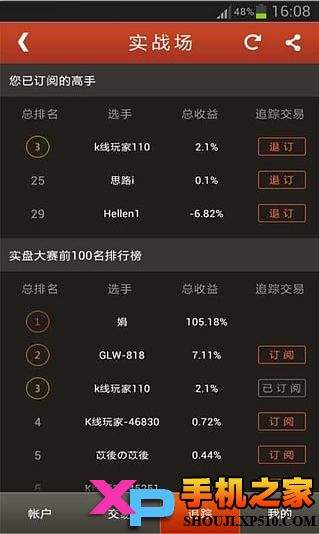 48% 16:08
实战场
您已订阅的高手
总排名 选手 总收益 追踪交易
3 k线玩家110 2.1% 退订
25 思路i 0.1% 退订
29 Hellen1 -6.82% 退订
实盘大赛前100名排行榜
总排名 选手 总收益 追踪交易
1 娟 105.18%
2 GLW-818 7.11% 订阅
3 k线玩家110 2.1% 已订阅
4 K线玩家-46830 0.72% 订阅
5 苡後の苡後 0.44% 订阅
6
XP 手机之家
帐户 交易 追踪 我的
SHOUJLXP510.COM